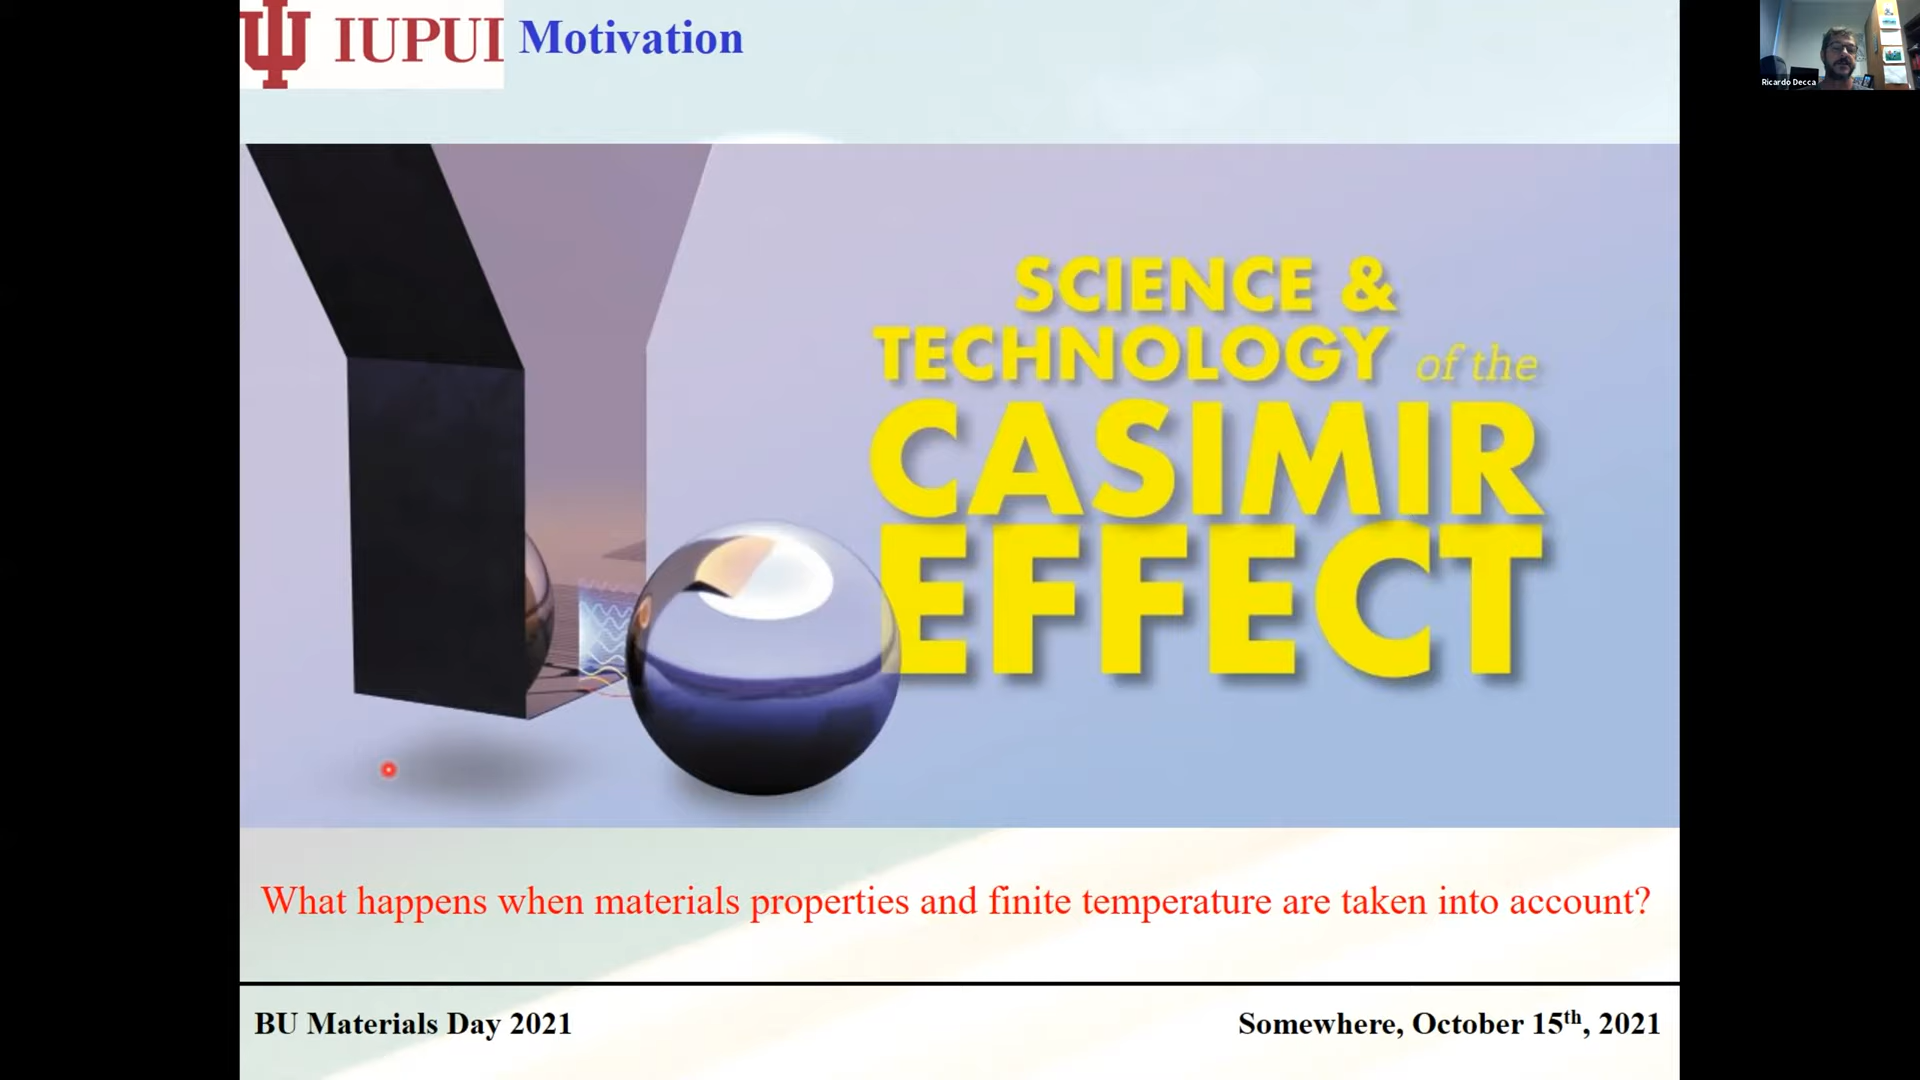 IUPUI Motivation
Ricardo Decca
SCIENCE &
TECHNOLOGY of the
CASIMIR
EFFECT
What happens when materials properties and finite temperature are taken into account?
BU Materials Day 2021
Somewhere, October 15th, 2021